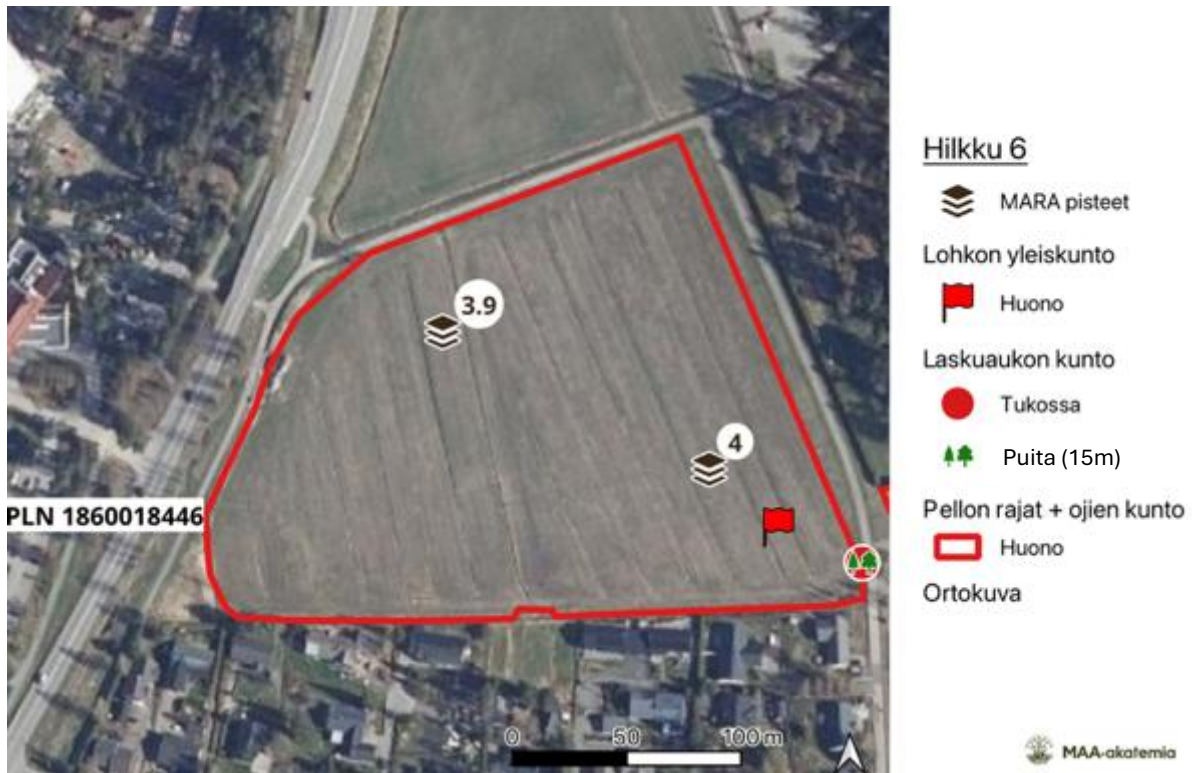 Hilkku 6
MARA pisteet
Lohkon yleiskunto
Huono
Laskuaukon kunto
Tukossa
Puita (15m)
Pellon rajat + ojien kunto
Huono
Ortokuva
3.9
4
PLN 1860018446
0 50 100 m
MAA-akatemia